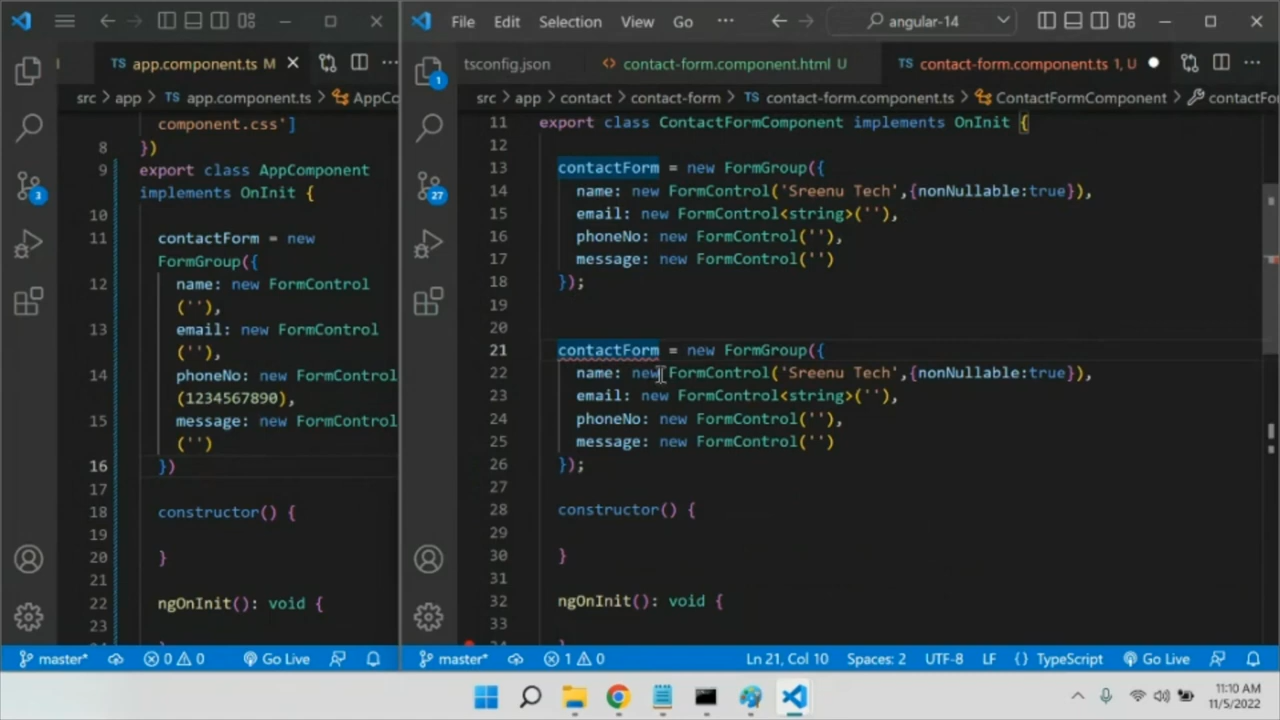 File Edit Selection View Go ··· angular-14
app.component.ts M
tsconfig.json contact-form.component.html U contact-form.component.ts 1, U
src > app > app.component.ts > AppCo
src > app > contact > contact-form > contact-form.component.ts > ContactFormComponent > contactFo
component.css']
8 })
9 export class AppComponent
implements OnInit {
10
11 contactForm = new
FormGroup({
12 name: new FormControl
(''),
13 email: new FormControl
(''),
14 phoneNo: new FormControl
(1234567890),
15 message: new FormControl
('')
16 })
17
18 constructor() {
19
20 }
21
22 ngOnInit(): void {
23
11 export class ContactFormComponent implements OnInit {
12
13 contactForm = new FormGroup({
14 name: new FormControl('Sreenu Tech',{nonNullable:true}),
15 email: new FormControl<string>(''),
16 phoneNo: new FormControl(''),
17 message: new FormControl('')
18 });
19
20
21 contactForm = new FormGroup({
22 name: new FormControl('Sreenu Tech',{nonNullable:true}),
23 email: new FormControl<string>(''),
24 phoneNo: new FormControl(''),
25 message: new FormControl('')
26 });
27
28 constructor() {
29
30 }
31
32 ngOnInit(): void {
33
3
1
27
master* 0 0 Go Live
master* 1 0 Ln 21, Col 10 Spaces: 2 UTF-8 LF {} TypeScript Go Live
11:10 AM
11/5/2022